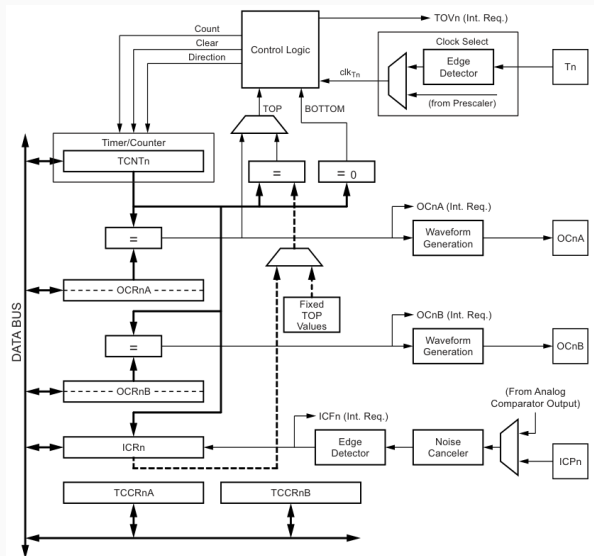 TOVn (Int. Req.)
Count
Clear
Direction
Control Logic
Clock Select
Edge
Detector
Tn
clkTn
(from Prescaler)
TOP
BOTTOM
Timer/Counter
TCNTn
=
= 0
OCnA (Int. Req.)
=
Waveform
Generation
OCnA
OCRnA
Fixed
TOP
Values
DATA BUS
OCnB (Int. Req.)
=
Waveform
Generation
OCnB
OCRnB
(From Analog
Comparator Output)
ICFn (Int. Req.)
ICRn
Edge
Detector
Noise
Canceler
ICPn
TCCRnA
TCCRnB